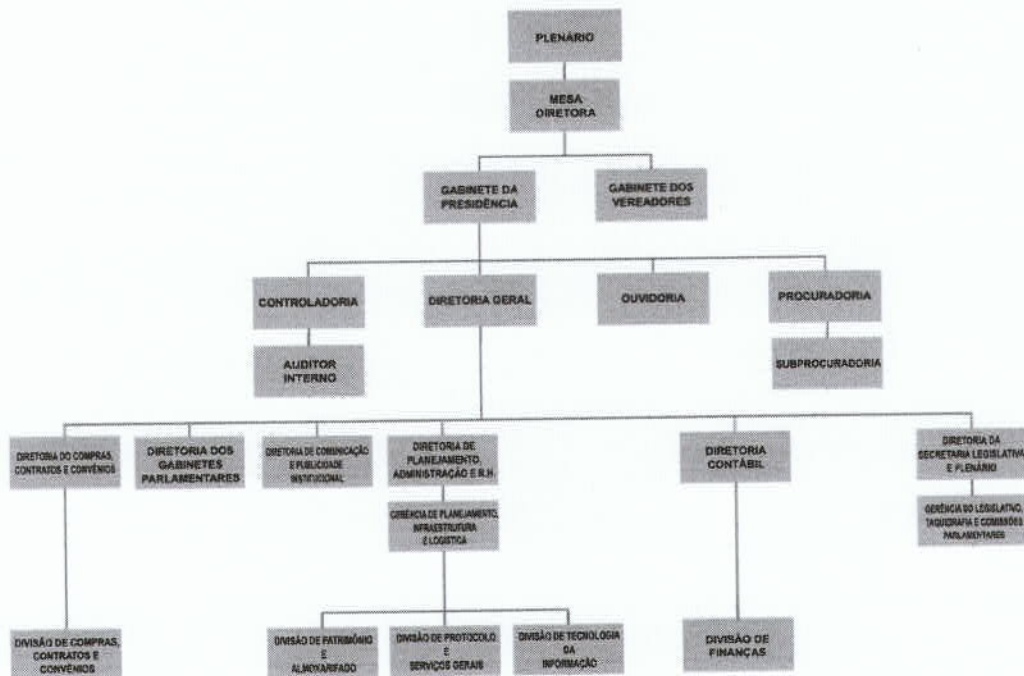 PLENÁRIO
MESA
DIRETORA
GABINETE DA
PRESIDÊNCIA
GABINETE DOS
VEREADORES
CONTROLADORIA
DIRETORIA GERAL
OUVIDORIA
PROCURADORIA
AUDITOR
INTERNO
SUBPROCURADORIA
DIRETORIA DO COMPRAS,
CONTRATOS E CONVÊNIOS
DIRETORIA DOS
GABINETES
PARLAMENTARES
DIRETORIA DE COMUNICAÇÃO
E PUBLICIDADE
INSTITUCIONAL
DIRETORIA DE
PLANEJAMENTO,
ADMINISTRAÇÃO E R.H.
DIRETORIA
CONTÁBIL
DIRETORIA DA
SECRETARIA LEGISLATIVA
E PLENÁRIO
GERÊNCIA DE PLANEJAMENTO,
INFRAESTRUTURA
E LOGISTICA
GERÊNCIA DO LEGISLATIVO,
TAQUIGRAFIA E COMISSÕES
PARLAMENTARES
DIVISÃO DE COMPRAS,
CONTRATOS E
CONVÊNIOS
DIVISÃO DE PATRIMÔNIO
E
ALMOXARIFADO
DIVISÃO DE PROTOCOLO
E
SERVIÇOS GERAIS
DIVISÃO DE TECNOLOGIA
DA
INFORMAÇÃO
DIVISÃO DE
FINANÇAS